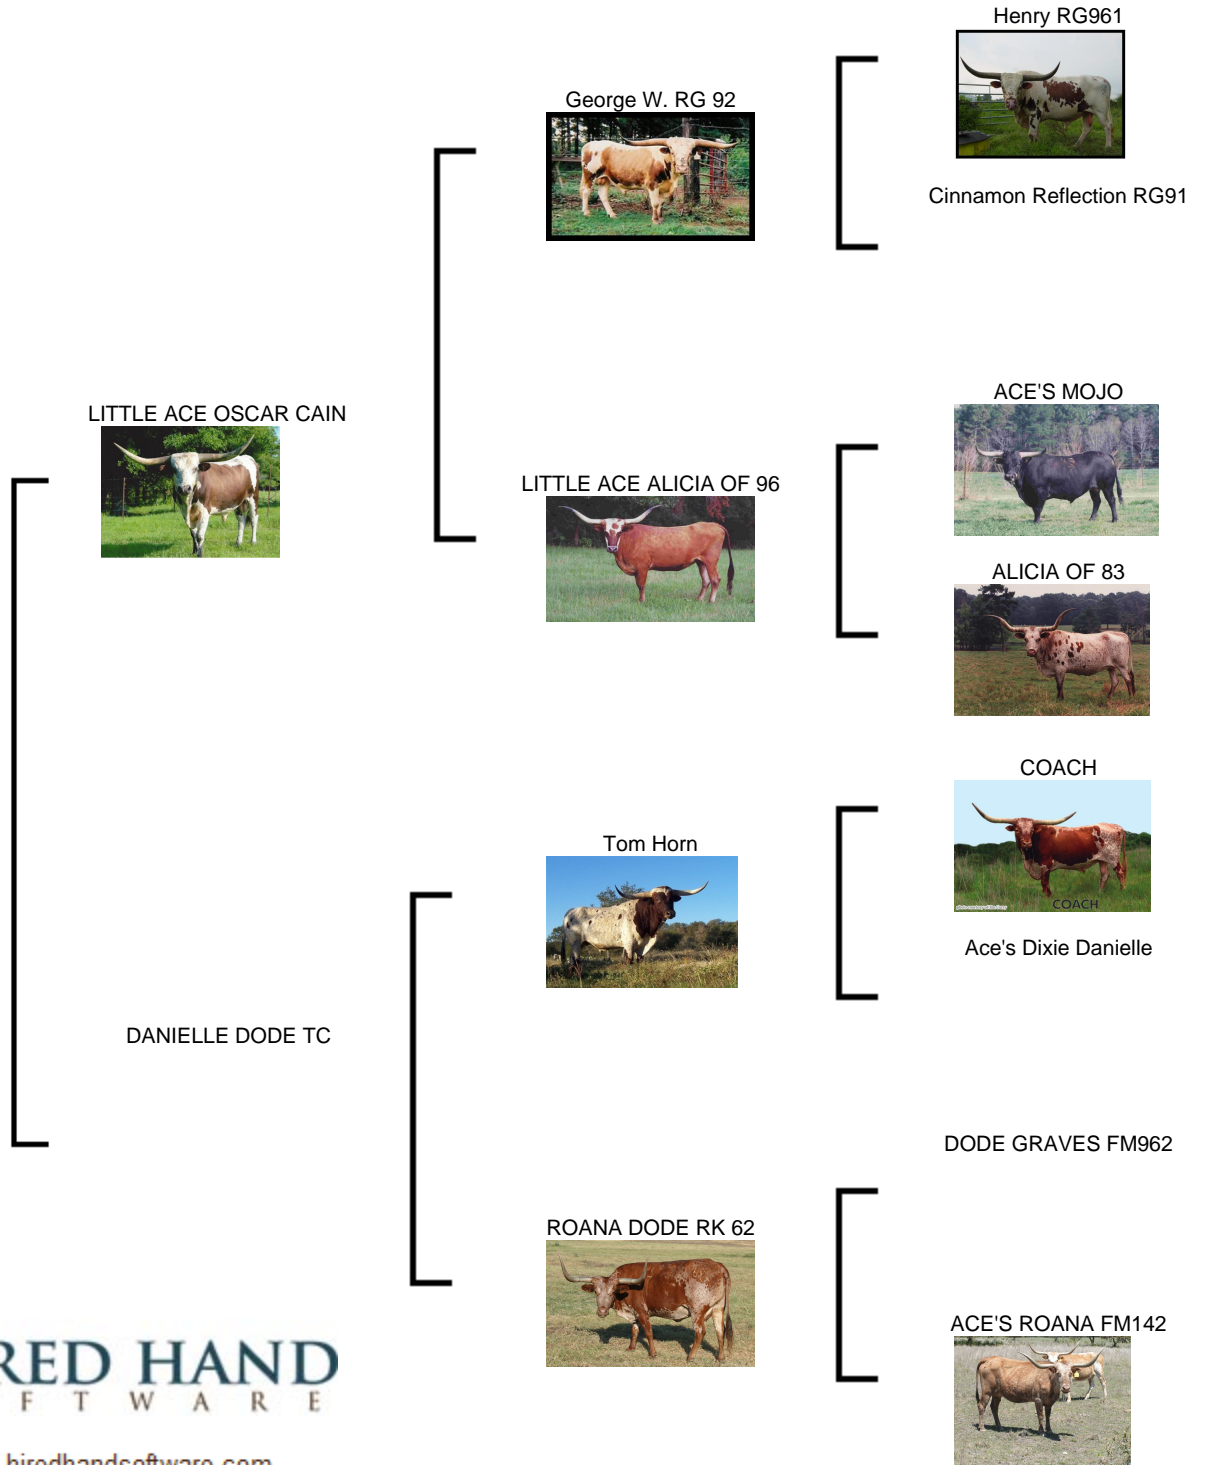 Henry RG961
George W. RG 92
Cinnamon Reflection RG91
ACE'S MOJO
LITTLE ACE OSCAR CAIN
LITTLE ACE ALICIA OF 96
ALICIA OF 83
COACH
Tom Horn
COACH
Ace's Dixie Danielle
DANIELLE DODE TC
DODE GRAVES FM962
ROANA DODE RK 62
ACE'S ROANA FM142
RED HAND
F T W A R E
hiredhandsoftware.com